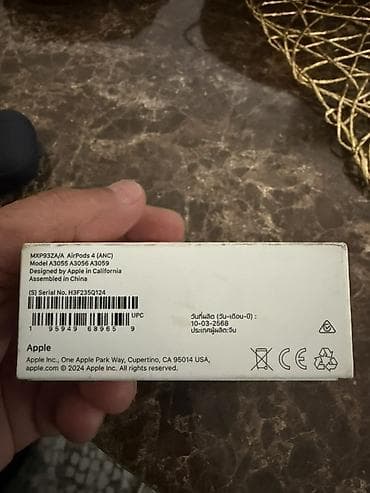 MXP93ZA/A AirPods 4 (ANC)
Model A3055 A3056 A3059
Designed by Apple in California
Assembled in China
(S) Serial No. H3F235Q124
UPC
1 95949 68965 9
วันที่ผลิต (วัน-เดือน-ปี) :
10-03-2568
ประเทศผู้ผลิต:จีน
Apple
Apple Inc., One Apple Park Way, Cupertino, CA 95014 USA,
apple.com © 2024 Apple Inc. All rights reserved.
CE